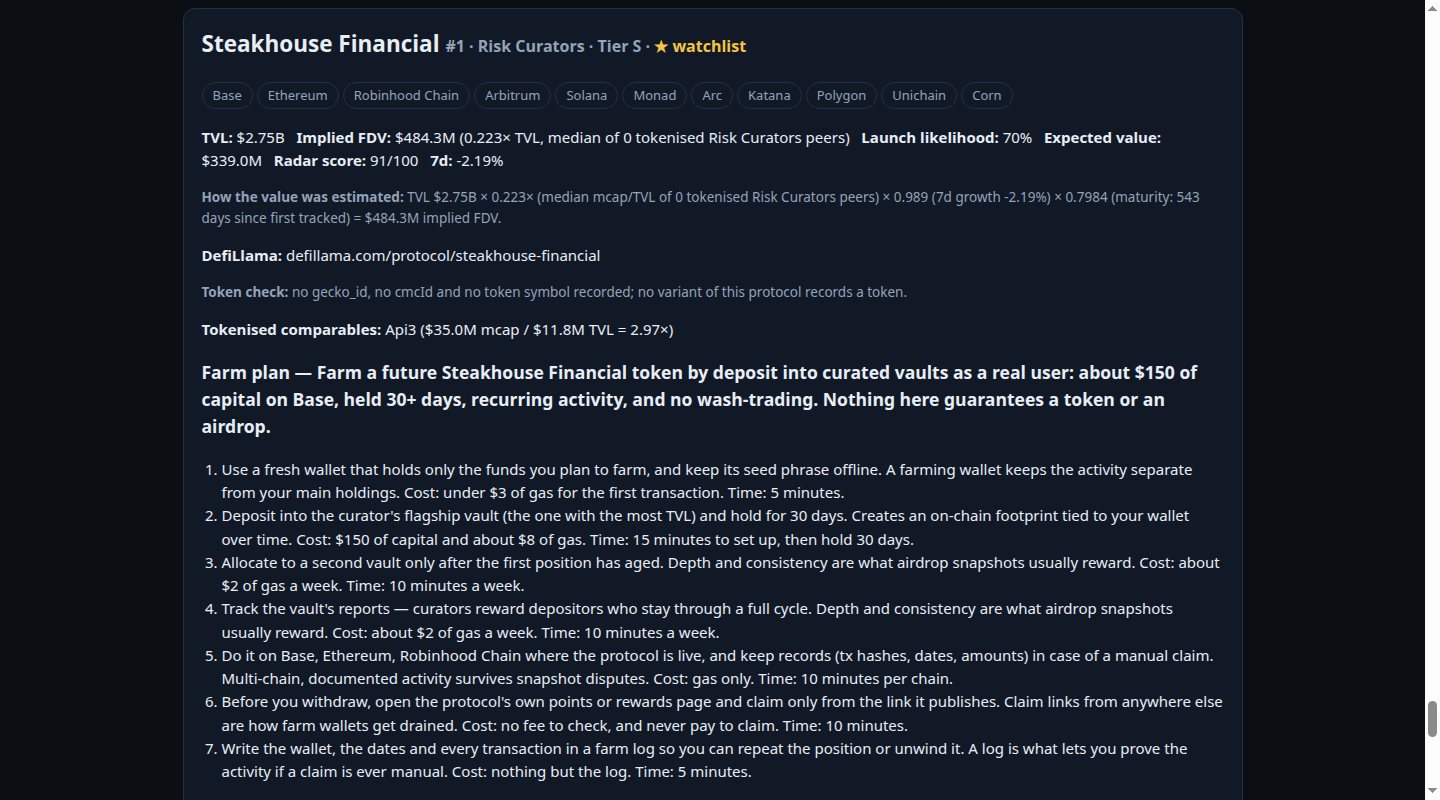 Steakhouse Financial #1 · Risk Curators · Tier S · ★ watchlist
Base Ethereum Robinhood Chain Arbitrum Solana Monad Arc Katana Polygon Unichain Corn
TVL: $2.75B Implied FDV: $484.3M (0.223× TVL, median of 0 tokenised Risk Curators peers) Launch likelihood: 70% Expected value:
$339.0M Radar score: 91/100 7d: -2.19%
How the value was estimated: TVL $2.75B × 0.223× (median mcap/TVL of 0 tokenised Risk Curators peers) × 0.989 (7d growth -2.19%) × 0.7984 (maturity: 543
days since first tracked) = $484.3M implied FDV.
DefiLlama: defillama.com/protocol/steakhouse-financial
Token check: no gecko_id, no cmcId and no token symbol recorded; no variant of this protocol records a token.
Tokenised comparables: Api3 ($35.0M mcap / $11.8M TVL = 2.97×)
Farm plan — Farm a future Steakhouse Financial token by deposit into curated vaults as a real user: about $150 of
capital on Base, held 30+ days, recurring activity, and no wash-trading. Nothing here guarantees a token or an
airdrop.
1. Use a fresh wallet that holds only the funds you plan to farm, and keep its seed phrase offline. A farming wallet keeps the activity separate
from your main holdings. Cost: under $3 of gas for the first transaction. Time: 5 minutes.
2. Deposit into the curator's flagship vault (the one with the most TVL) and hold for 30 days. Creates an on-chain footprint tied to your wallet
over time. Cost: $150 of capital and about $8 of gas. Time: 15 minutes to set up, then hold 30 days.
3. Allocate to a second vault only after the first position has aged. Depth and consistency are what airdrop snapshots usually reward. Cost: about
$2 of gas a week. Time: 10 minutes a week.
4. Track the vault's reports — curators reward depositors who stay through a full cycle. Depth and consistency are what airdrop snapshots
usually reward. Cost: about $2 of gas a week. Time: 10 minutes a week.
5. Do it on Base, Ethereum, Robinhood Chain where the protocol is live, and keep records (tx hashes, dates, amounts) in case of a manual claim.
Multi-chain, documented activity survives snapshot disputes. Cost: gas only. Time: 10 minutes per chain.
6. Before you withdraw, open the protocol's own points or rewards page and claim only from the link it publishes. Claim links from anywhere else
are how farm wallets get drained. Cost: no fee to check, and never pay to claim. Time: 10 minutes.
7. Write the wallet, the dates and every transaction in a farm log so you can repeat the position or unwind it. A log is what lets you prove the
activity if a claim is ever manual. Cost: nothing but the log. Time: 5 minutes.